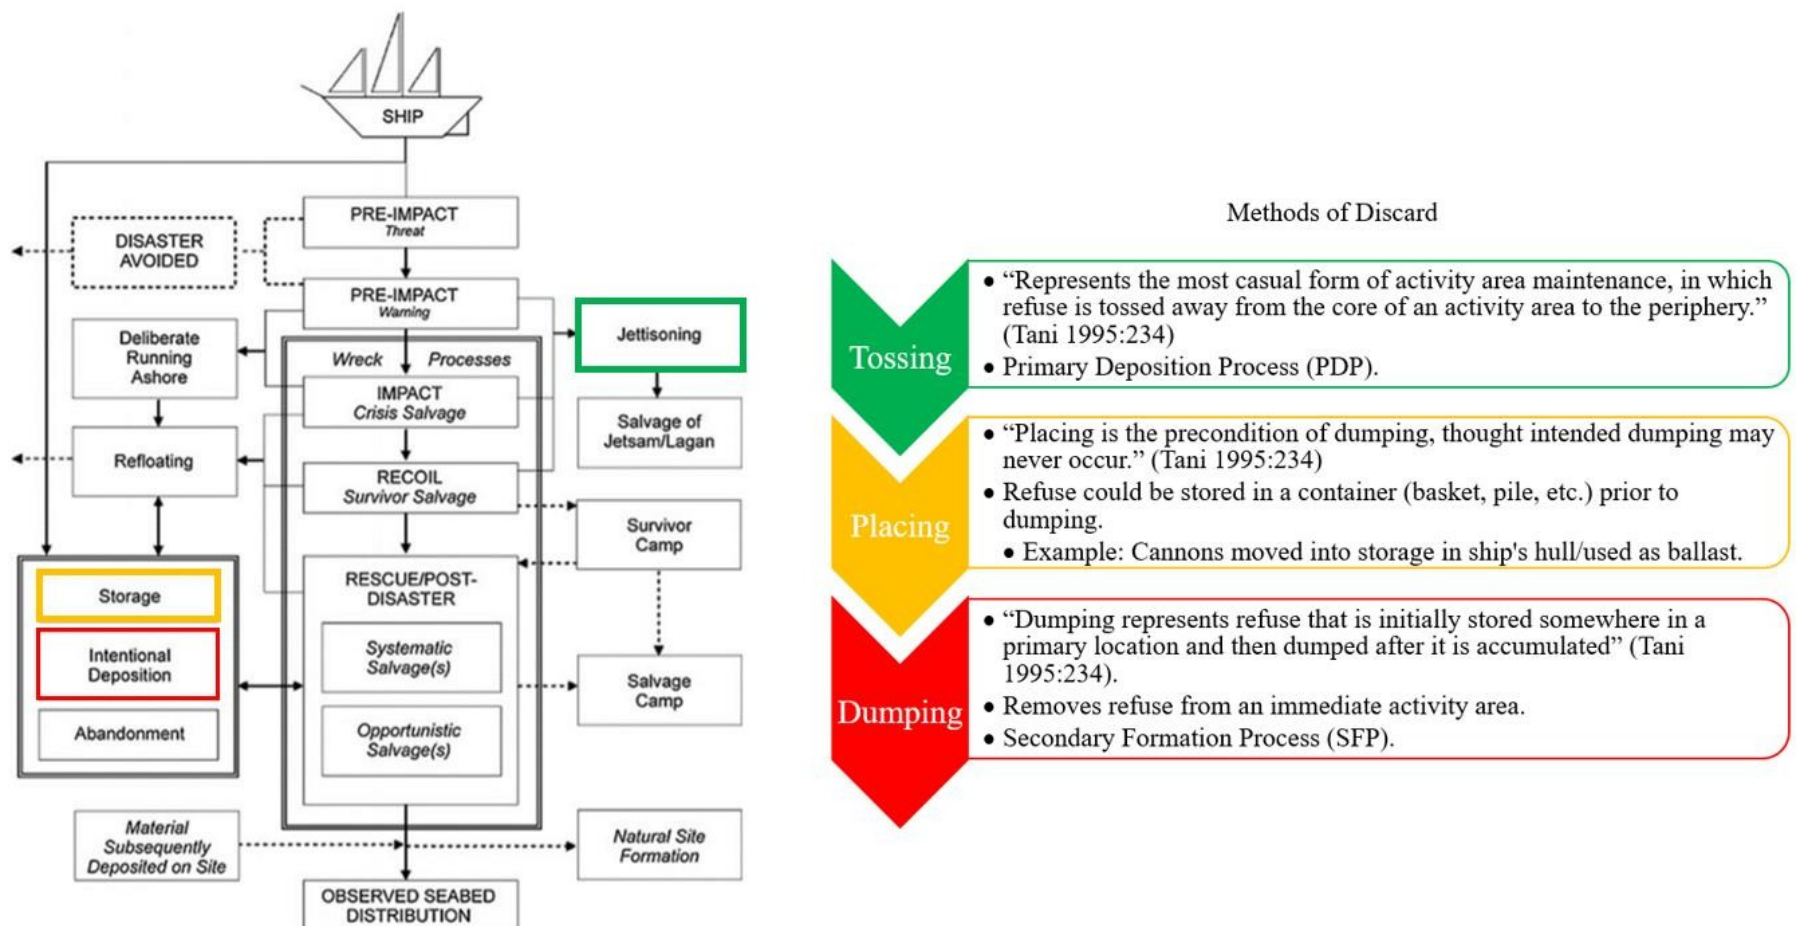 SHIP
PRE-IMPACT
Threat
DISASTER
AVOIDED
PRE-IMPACT
Warning
Jettisoning
Deliberate
Running
Ashore
Wreck Processes
IMPACT
Crisis Salvage
Salvage of
Jetsam/Lagan
Refloating
RECOIL
Survivor Salvage
Survivor
Camp
Storage
Intentional
Deposition
Abandonment
RESCUE/POST-
DISASTER
Systematic
Salvage(s)
Opportunistic
Salvage(s)
Salvage
Camp
Material
Subsequently
Deposited on Site
Natural Site
Formation
OBSERVED SEABED
DISTRIBUTION
Methods of Discard
Tossing
• “Represents the most casual form of activity area maintenance, in which
refuse is tossed away from the core of an activity area to the periphery.”
(Tani 1995:234)
• Primary Deposition Process (PDP).
Placing
• “Placing is the precondition of dumping, thought intended dumping may
never occur.” (Tani 1995:234)
• Refuse could be stored in a container (basket, pile, etc.) prior to
dumping.
• Example: Cannons moved into storage in ship's hull/used as ballast.
Dumping
• “Dumping represents refuse that is initially stored somewhere in a
primary location and then dumped after it is accumulated” (Tani
1995:234).
• Removes refuse from an immediate activity area.
• Secondary Formation Process (SFP).